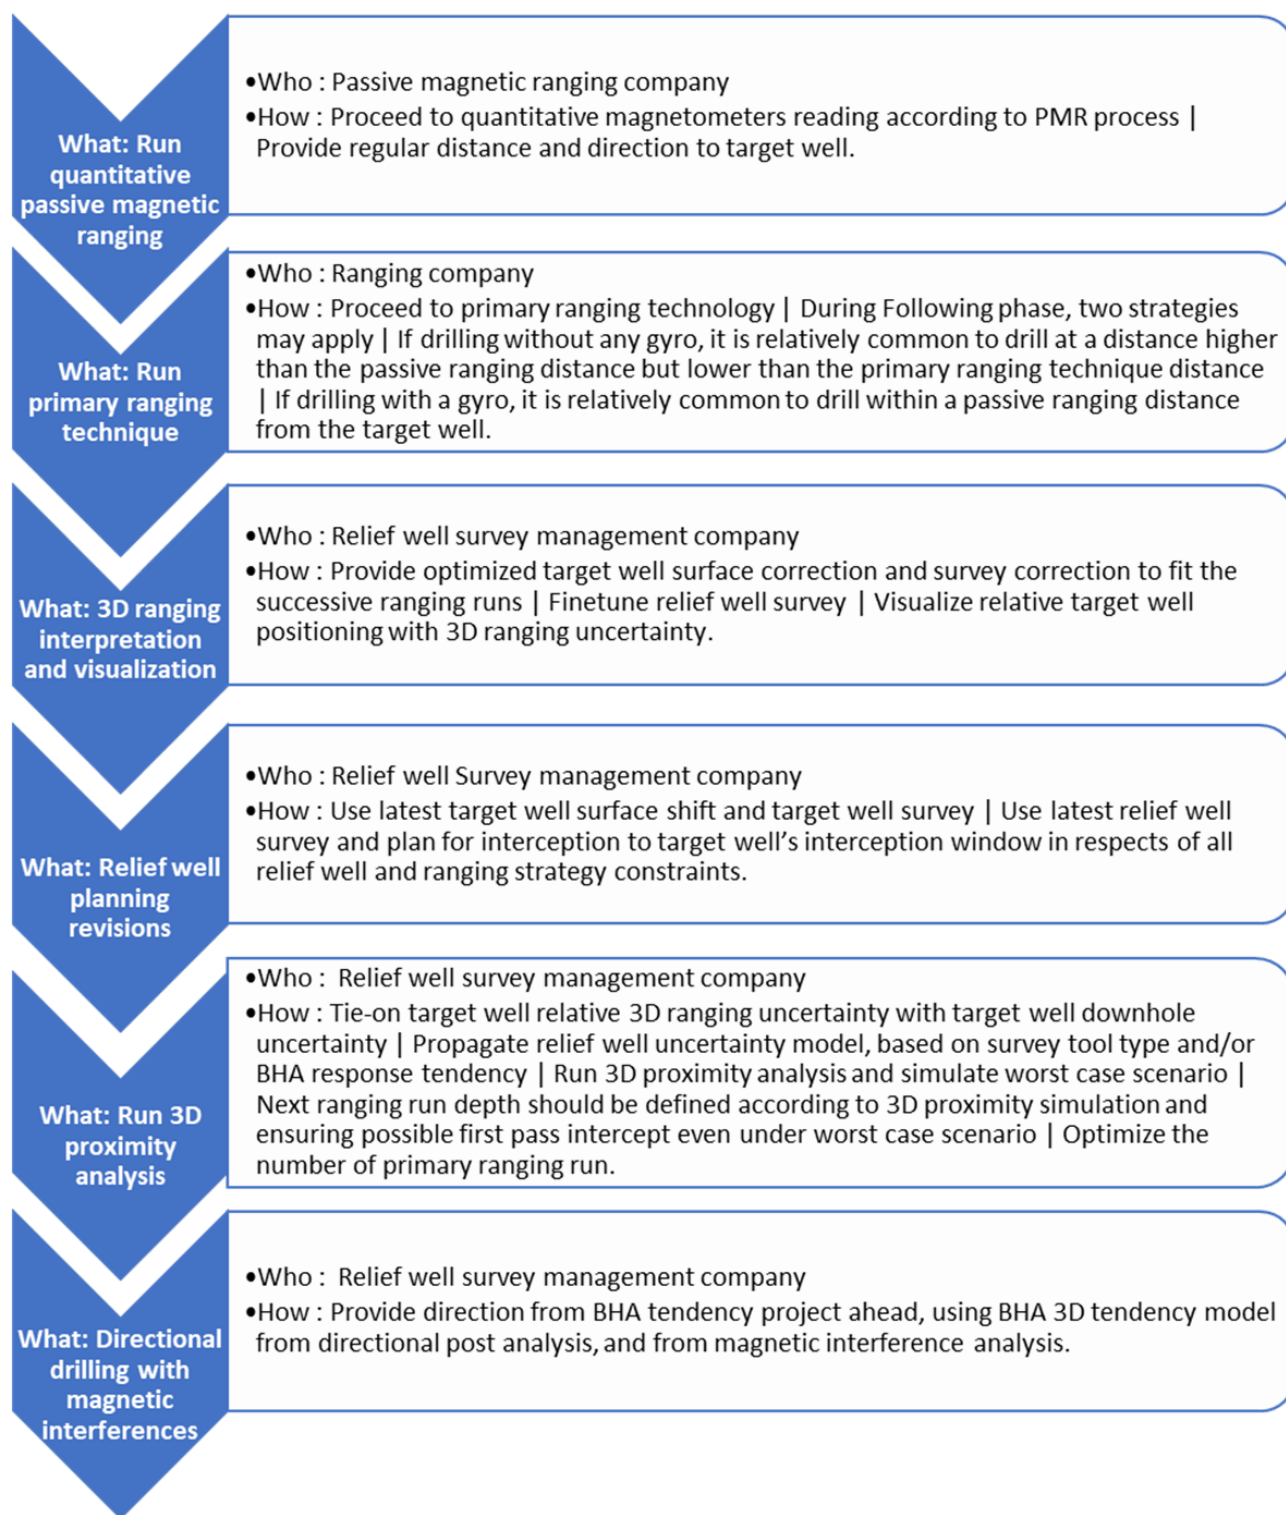 What: Run
quantitative
passive magnetic
ranging
•Who : Passive magnetic ranging company
•How : Proceed to quantitative magnetometers reading according to PMR process |
Provide regular distance and direction to target well.
What: Run
primary ranging
technique
•Who : Ranging company
•How : Proceed to primary ranging technology | During Following phase, two strategies
may apply | If drilling without any gyro, it is relatively common to drill at a distance higher
than the passive ranging distance but lower than the primary ranging technique distance
| If drilling with a gyro, it is relatively common to drill within a passive ranging distance
from the target well.
What: 3D ranging
interpretation
and visualization
•Who : Relief well survey management company
•How : Provide optimized target well surface correction and survey correction to fit the
successive ranging runs | Finetune relief well survey | Visualize relative target well
positioning with 3D ranging uncertainty.
What: Relief well
planning
revisions
•Who : Relief well Survey management company
•How : Use latest target well surface shift and target well survey | Use latest relief well
survey and plan for interception to target well’s interception window in respects of all
relief well and ranging strategy constraints.
What: Run 3D
proximity
analysis
•Who :  Relief well survey management company
•How : Tie-on target well relative 3D ranging uncertainty with target well downhole
uncertainty | Propagate relief well uncertainty model, based on survey tool type and/or
BHA response tendency | Run 3D proximity analysis and simulate worst case scenario |
Next ranging run depth should be defined according to 3D proximity simulation and
ensuring possible first pass intercept even under worst case scenario | Optimize the
number of primary ranging run.
What: Directional
drilling with
magnetic
interferences
•Who :  Relief well survey management company
•How : Provide direction from BHA tendency project ahead, using BHA 3D tendency model
from directional post analysis, and from magnetic interference analysis.